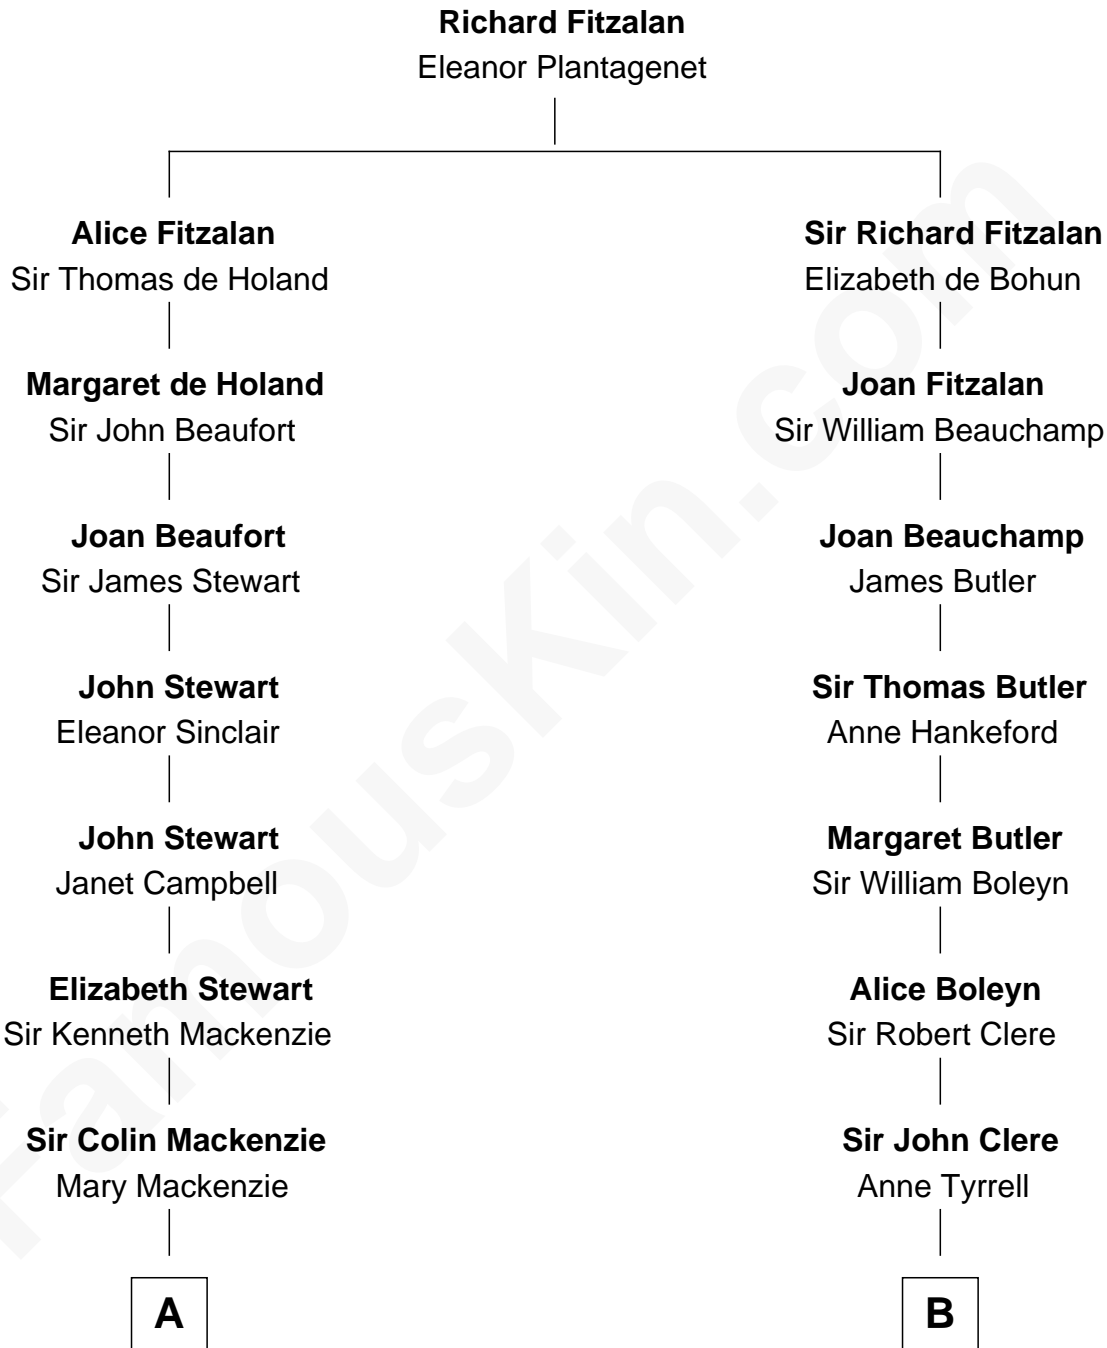 Richard Fitzalan
Eleanor Plantagenet
Alice Fitzalan
Sir Thomas de Holand
Sir Richard Fitzalan
Elizabeth de Bohun
Margaret de Holand
Sir John Beaufort
Joan Fitzalan
Sir William Beauchamp
Joan Beaufort
Sir James Stewart
Joan Beauchamp
James Butler
John Stewart
Eleanor Sinclair
Sir Thomas Butler
Anne Hankeford
John Stewart
Janet Campbell
Margaret Butler
Sir William Boleyn
Elizabeth Stewart
Sir Kenneth Mackenzie
Alice Boleyn
Sir Robert Clere
Sir Colin Mackenzie
Mary Mackenzie
Sir John Clere
Anne Tyrrell
A
B
FamousKin.com